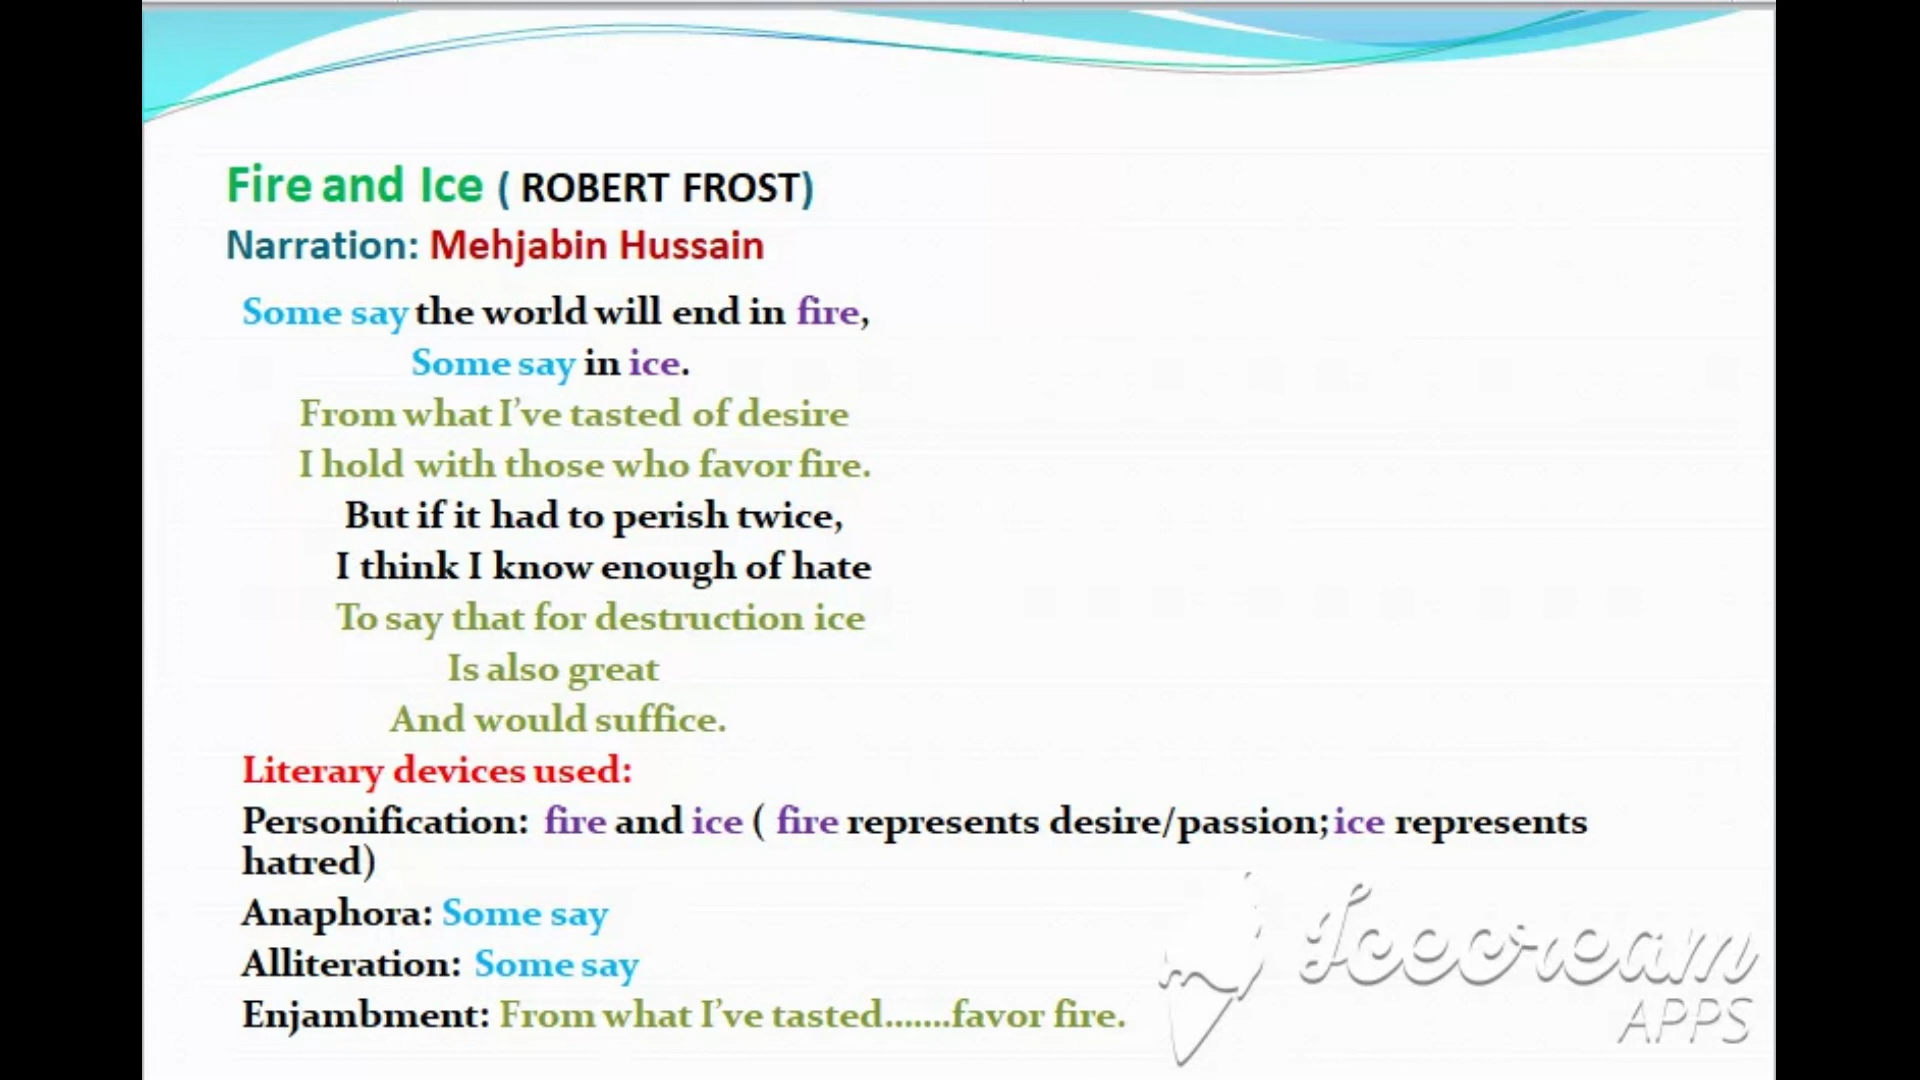 Fire and Ice ( ROBERT FROST)
Narration: Mehjabin Hussain
Some say the world will end in fire,
Some say in ice.
From what I’ve tasted of desire
I hold with those who favor fire.
But if it had to perish twice,
I think I know enough of hate
To say that for destruction ice
Is also great
And would suffice.
Literary devices used:
Personification: fire and ice ( fire represents desire/passion;ice represents
hatred)
Anaphora: Some say
Alliteration: Some say
Enjambment: From what I’ve tasted.......favor fire.
Icecream
APPS